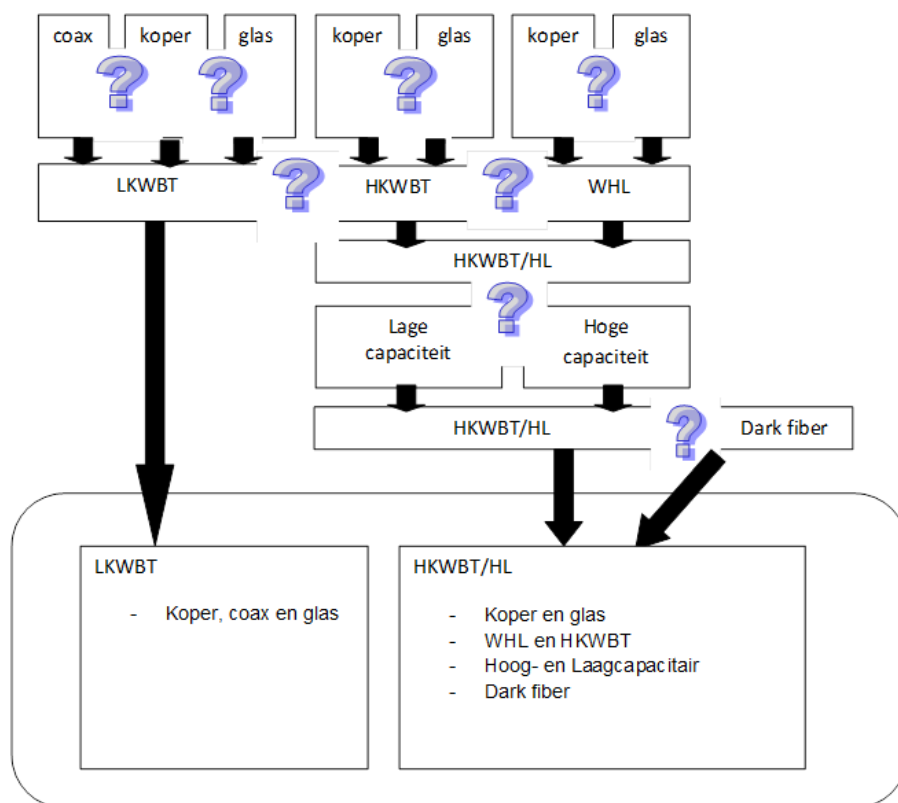 coax koper glas koper glas koper glas
LKWBT HKWBT WHL
HKWBT/HL
Lage capaciteit
Hoge capaciteit
HKWBT/HL Dark fiber
LKWBT
- Koper, coax en glas
HKWBT/HL
- Koper en glas
- WHL en HKWBT
- Hoog- en Laagcapacitair
- Dark fiber